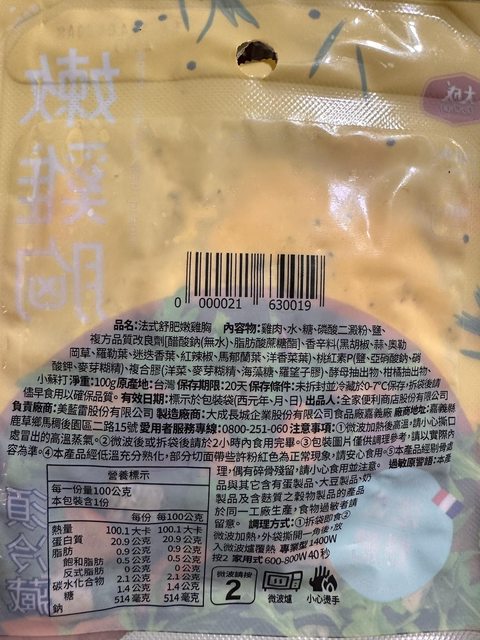 嫩雞胸
大成
須冷藏
0 000021 630019
品名:法式舒肥嫩雞胸 內容物:雞肉、水、糖、磷酸二澱粉、鹽、
複方品質改良劑[醋酸鈉(無水)、脂肪酸蔗糖酯]、香辛料(黑胡椒、蒜、奧勒
岡草、羅勒葉、迷迭香葉、紅辣椒、馬郁蘭葉、洋香菜葉)、桃紅素P(鹽、亞硝酸鈉、硝
酸鉀、麥芽糊精)、複合膠(洋菜、麥芽糊精、海藻糖、羅望子膠)、酵母抽出物、柑橘抽出物、
小蘇打 淨重:100g 原產地:台灣 保存期限:20天 保存條件:未拆封並冷藏於0-7℃保存,拆袋後請
儘早食用以確保品質。有效日期:標示於包裝袋(西元年、月、日) 出品人:全家便利商店股份有限公司
負責廠商:美藍雷股份有限公司 製造廠商:大成長城企業股份有限公司食品廠嘉義廠 廠商地址:嘉義縣
鹿草鄉馬稠後園區二路15號 愛用者服務專線:0800-251-060 注意事項:①微波加熱後高溫,請小心撕口
處冒出的高溫蒸氣。②微波後或拆袋後請於2小時內食用完畢。③包裝圖片僅供調理參考,請以實際內
容為準。④本產品經低溫充分熱化,部分切面帶些許粉紅色為正常現象,請安心食用。⑤本產品經剔骨處
理,偶有碎骨殘留,請小心食用並注意。 過敏原警語:本產
品與其它含有蛋製品、大豆製品、奶
製品及含麩質之穀物製品的產品
於同一工廠生產,食物過敏者請
留意。 調理方式:①拆袋即食②
微波加熱,外袋撕開一角後,放
入微波爐覆熱 專業型1400W
按2 家用式600-800W 40秒
營養標示
每一份量100公克
本包裝含1份
每份 每100公克
熱量 100.1大卡 100.1大卡
蛋白質 20.9公克 20.9公克
脂肪 0.9公克 0.9公克
飽和脂肪 0.5公克 0.5公克
反式脂肪 0公克 0公克
碳水化合物 2.1公克 2.1公克
糖 1.4公克 1.4公克
鈉 514毫克 514毫克
微波請按
2
微波爐
小心燙手